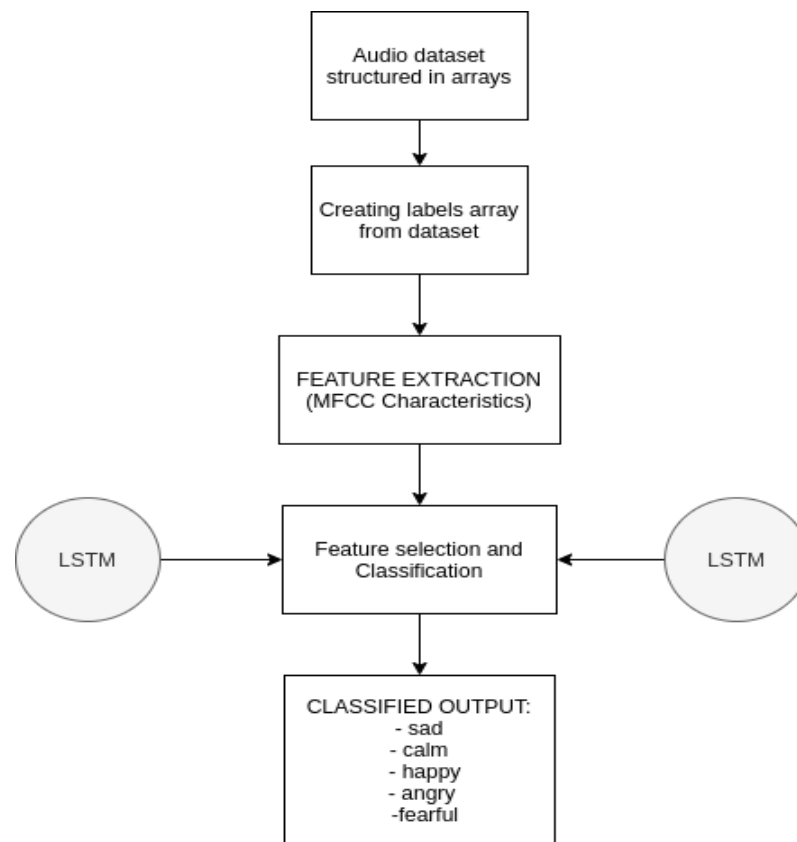 Audio dataset
structured in arrays
Creating labels array
from dataset
FEATURE EXTRACTION
(MFCC Characteristics)
LSTM
Feature selection and
Classification
LSTM
CLASSIFIED OUTPUT:
- sad
- calm
- happy
- angry
-fearful